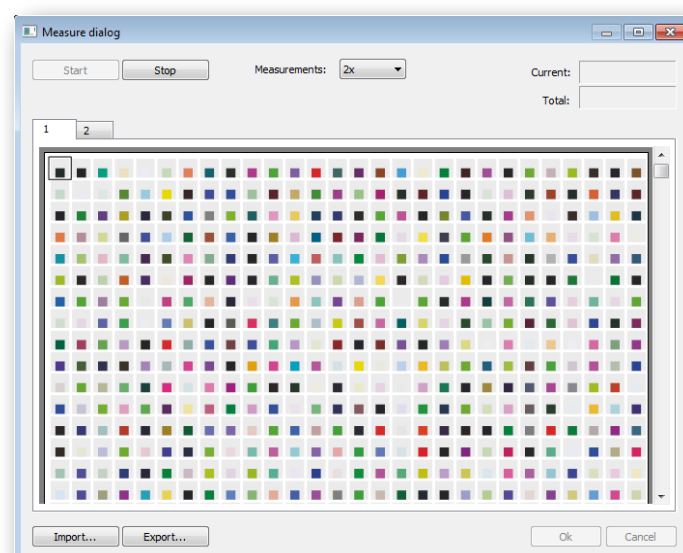 Measure dialog
Start Stop Measurements: 2x Current:
Total:
1 2
Import... Export... Ok Cancel